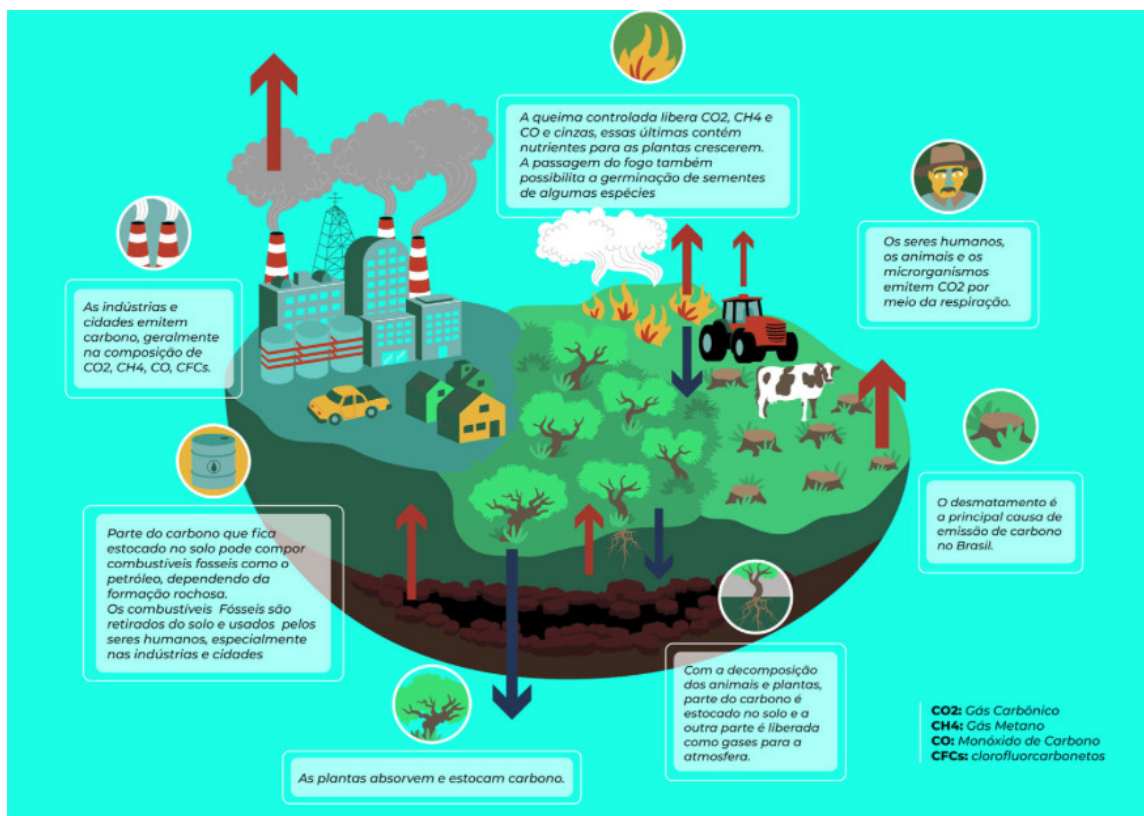 A queima controlada libera CO2, CH4 e
CO e cinzas, essas últimas contém
nutrientes para as plantas crescerem.
A passagem do fogo também
possibilita a germinação de sementes
de algumas espécies
Os seres humanos,
os animais e os
microrganismos
emitem CO2 por
meio da respiração.
As indústrias e
cidades emitem
carbono, geralmente
na composição de
CO2, CH4, CO, CFCs.
O desmatamento é
a principal causa de
emissão de carbono
no Brasil.
Parte do carbono que fica
estocado no solo pode compor
combustíveis fosseis como o
petróleo, dependendo da
formação rochosa.
Os combustíveis Fósseis são
retirados do solo e usados pelos
seres humanos, especialmente
nas indústrias e cidades
Com a decomposição
dos animais e plantas,
parte do carbono é
estocado no solo e a
outra parte é liberada
como gases para a
atmosfera.
As plantas absorvem e estocam carbono.
CO2: Gás Carbônico
CH4: Gás Metano
CO: Monóxido de Carbono
CFCs: clorofluorcarbonetos